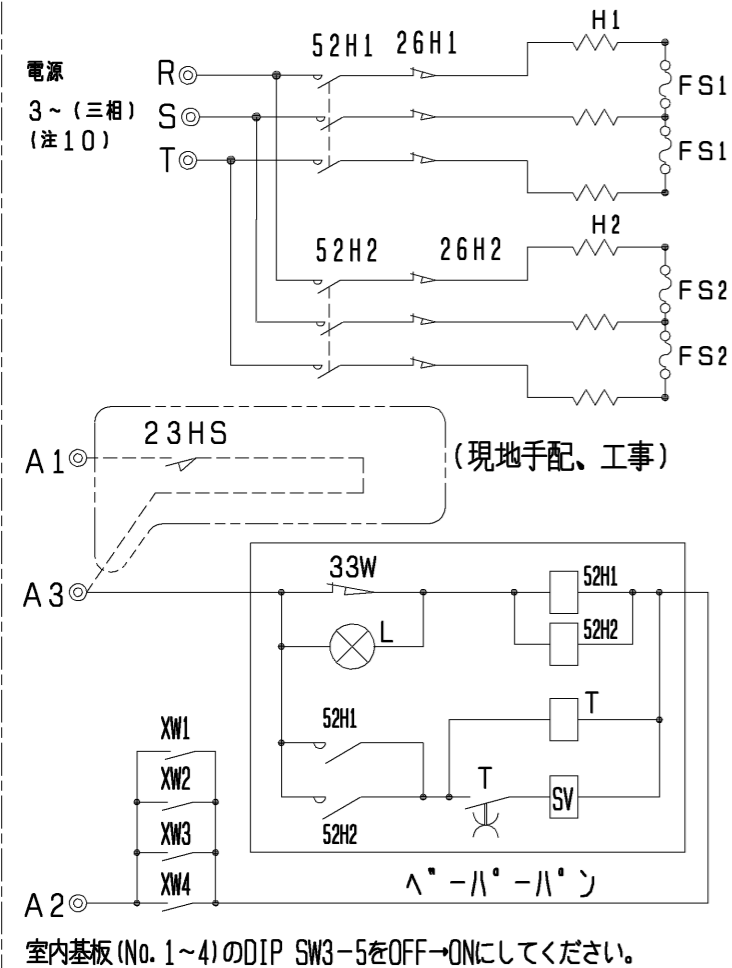 電源
3~(三相)
(注10)
R
S
T
52H1 26H1 H1
FS1
FS1
52H2 26H2 H2
FS2
FS2
A1
23HS
(現地手配、工事)
A3
33W
52H1
52H2
L
52H1
T
52H2
T
SV
XW1
XW2
XW3
XW4
ベーパーパン
A2
室内基板(No.1~4)のDIP SW3-5をOFF→ONにしてください。